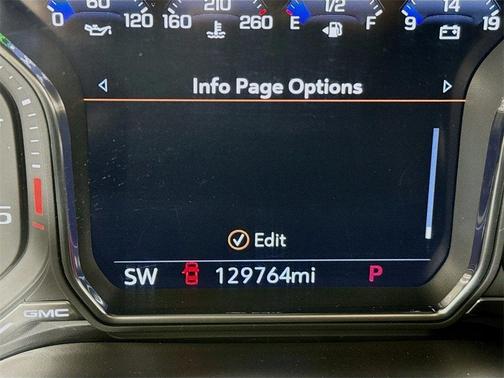 60 210 1/2 14
0 120 160 260 E F 9 19
Info Page Options
Edit
SW 129764mi P
GMC